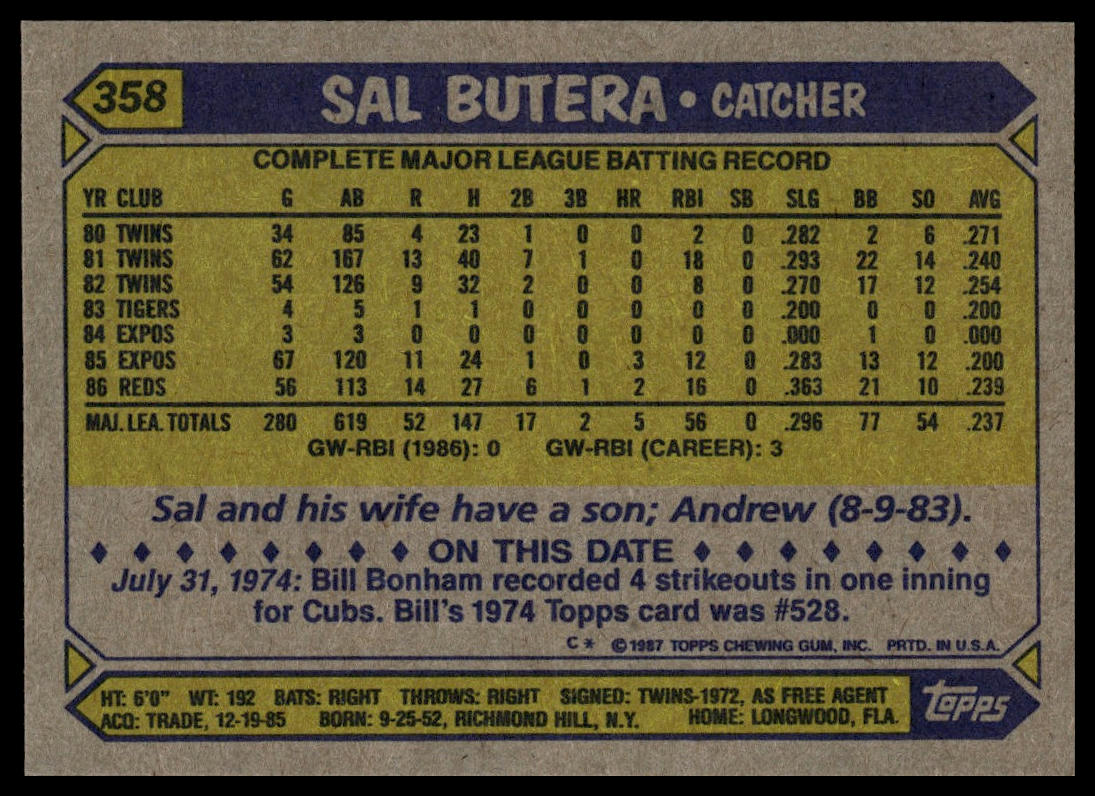 358
SAL BUTERA • CATCHER
COMPLETE MAJOR LEAGUE BATTING RECORD
YR CLUB G AB R H 2B 3B HR RBI SB SLG BB SO AVG
80 TWINS 34 85 4 23 1 0 0 2 0 .282 2 6 .271
81 TWINS 62 167 13 40 7 1 0 18 0 .293 22 14 .240
82 TWINS 54 126 9 32 2 0 0 8 0 .270 17 12 .254
83 TIGERS 4 5 1 1 0 0 0 0 0 .200 0 0 .200
84 EXPOS 3 3 0 0 0 0 0 0 0 .000 1 0 .000
85 EXPOS 67 120 11 24 1 0 3 12 0 .283 13 12 .200
86 REDS 56 113 14 27 6 1 2 16 0 .363 21 10 .239
MAJ. LEA. TOTALS 280 619 52 147 17 2 5 56 0 .296 77 54 .237
GW-RBI (1986): 0 GW-RBI (CAREER): 3
Sal and his wife have a son; Andrew (8-9-83).
ON THIS DATE
July 31, 1974: Bill Bonham recorded 4 strikeouts in one inning
for Cubs. Bill's 1974 Topps card was #528.
C * © 1987 TOPPS CHEWING GUM, INC. PRTD. IN U.S.A.
HT: 6'0" WT: 192 BATS: RIGHT THROWS: RIGHT SIGNED: TWINS-1972, AS FREE AGENT
ACQ: TRADE, 12-19-85 BORN: 9-25-52, RICHMOND HILL, N.Y. HOME: LONGWOOD, FLA.
topps